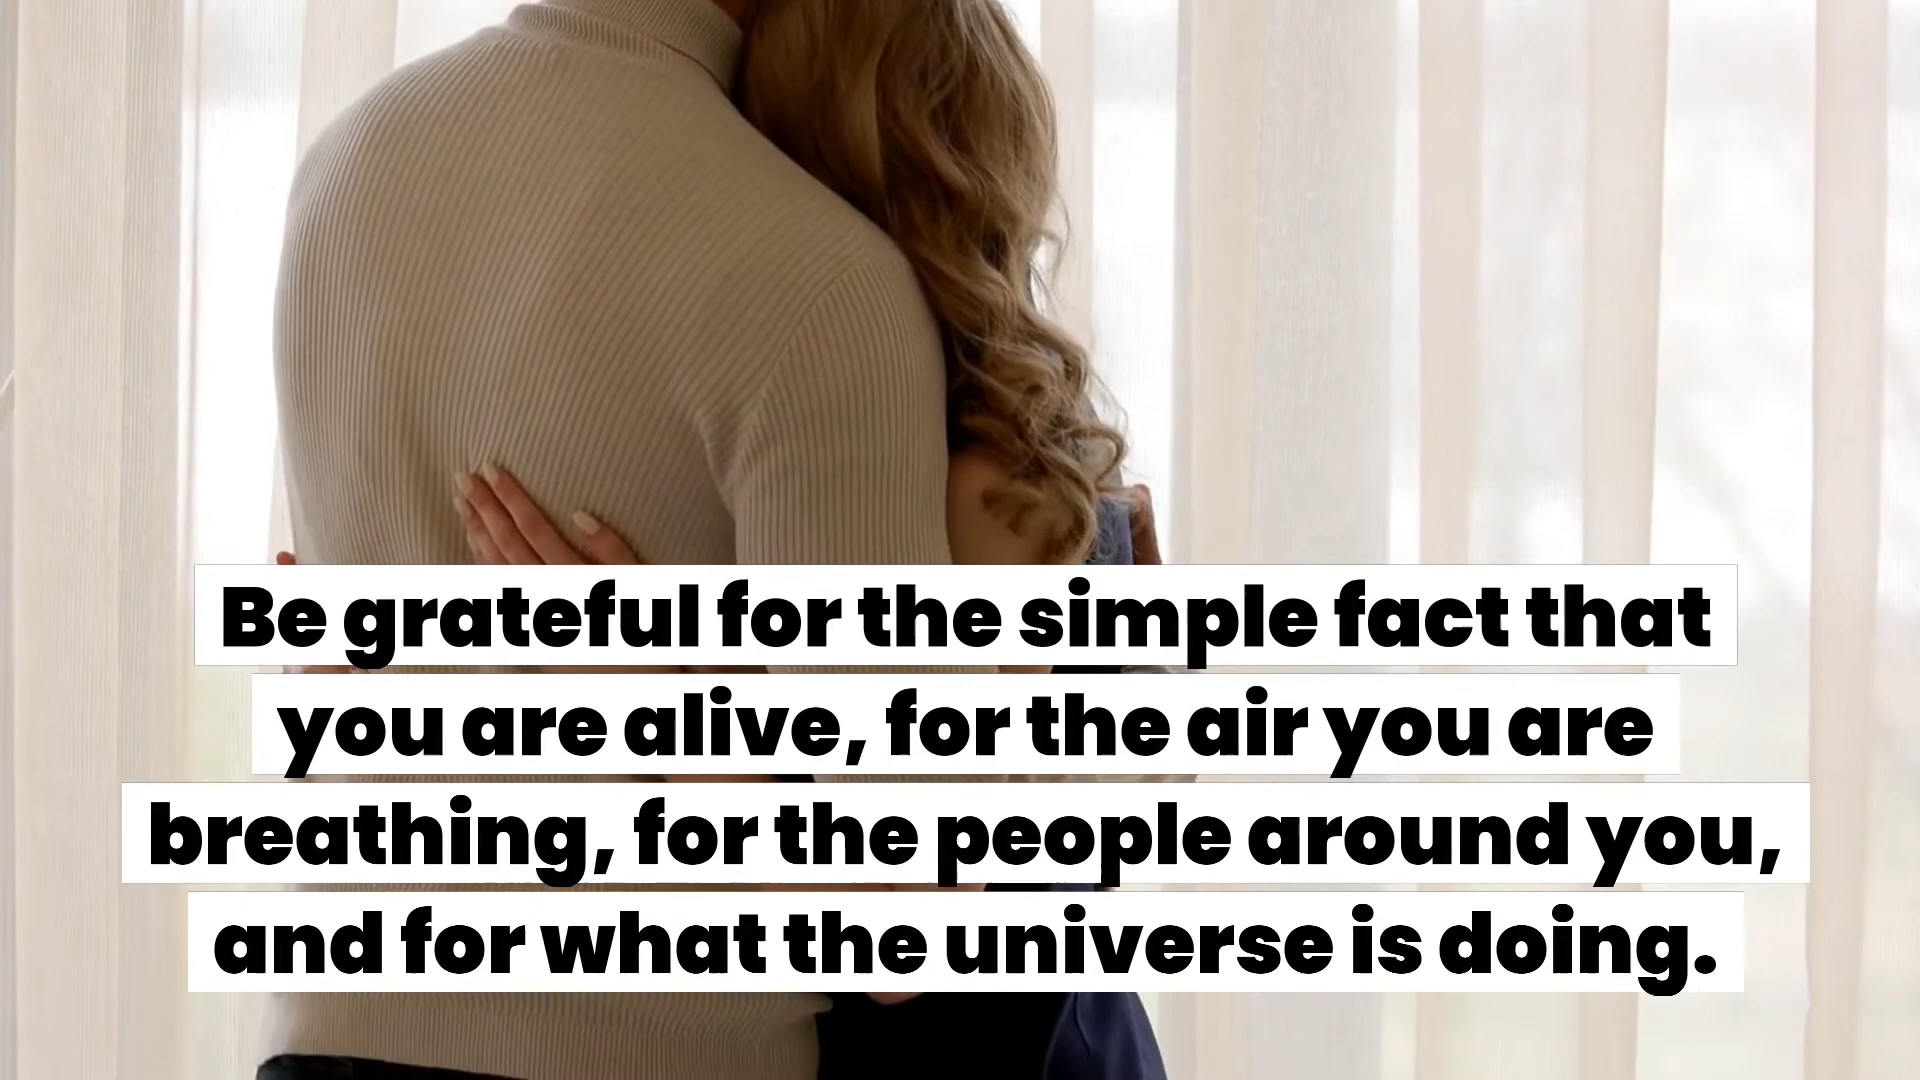 Be grateful for the simple fact that
you are alive, for the air you are
breathing, for the people around you,
and for what the universe is doing.